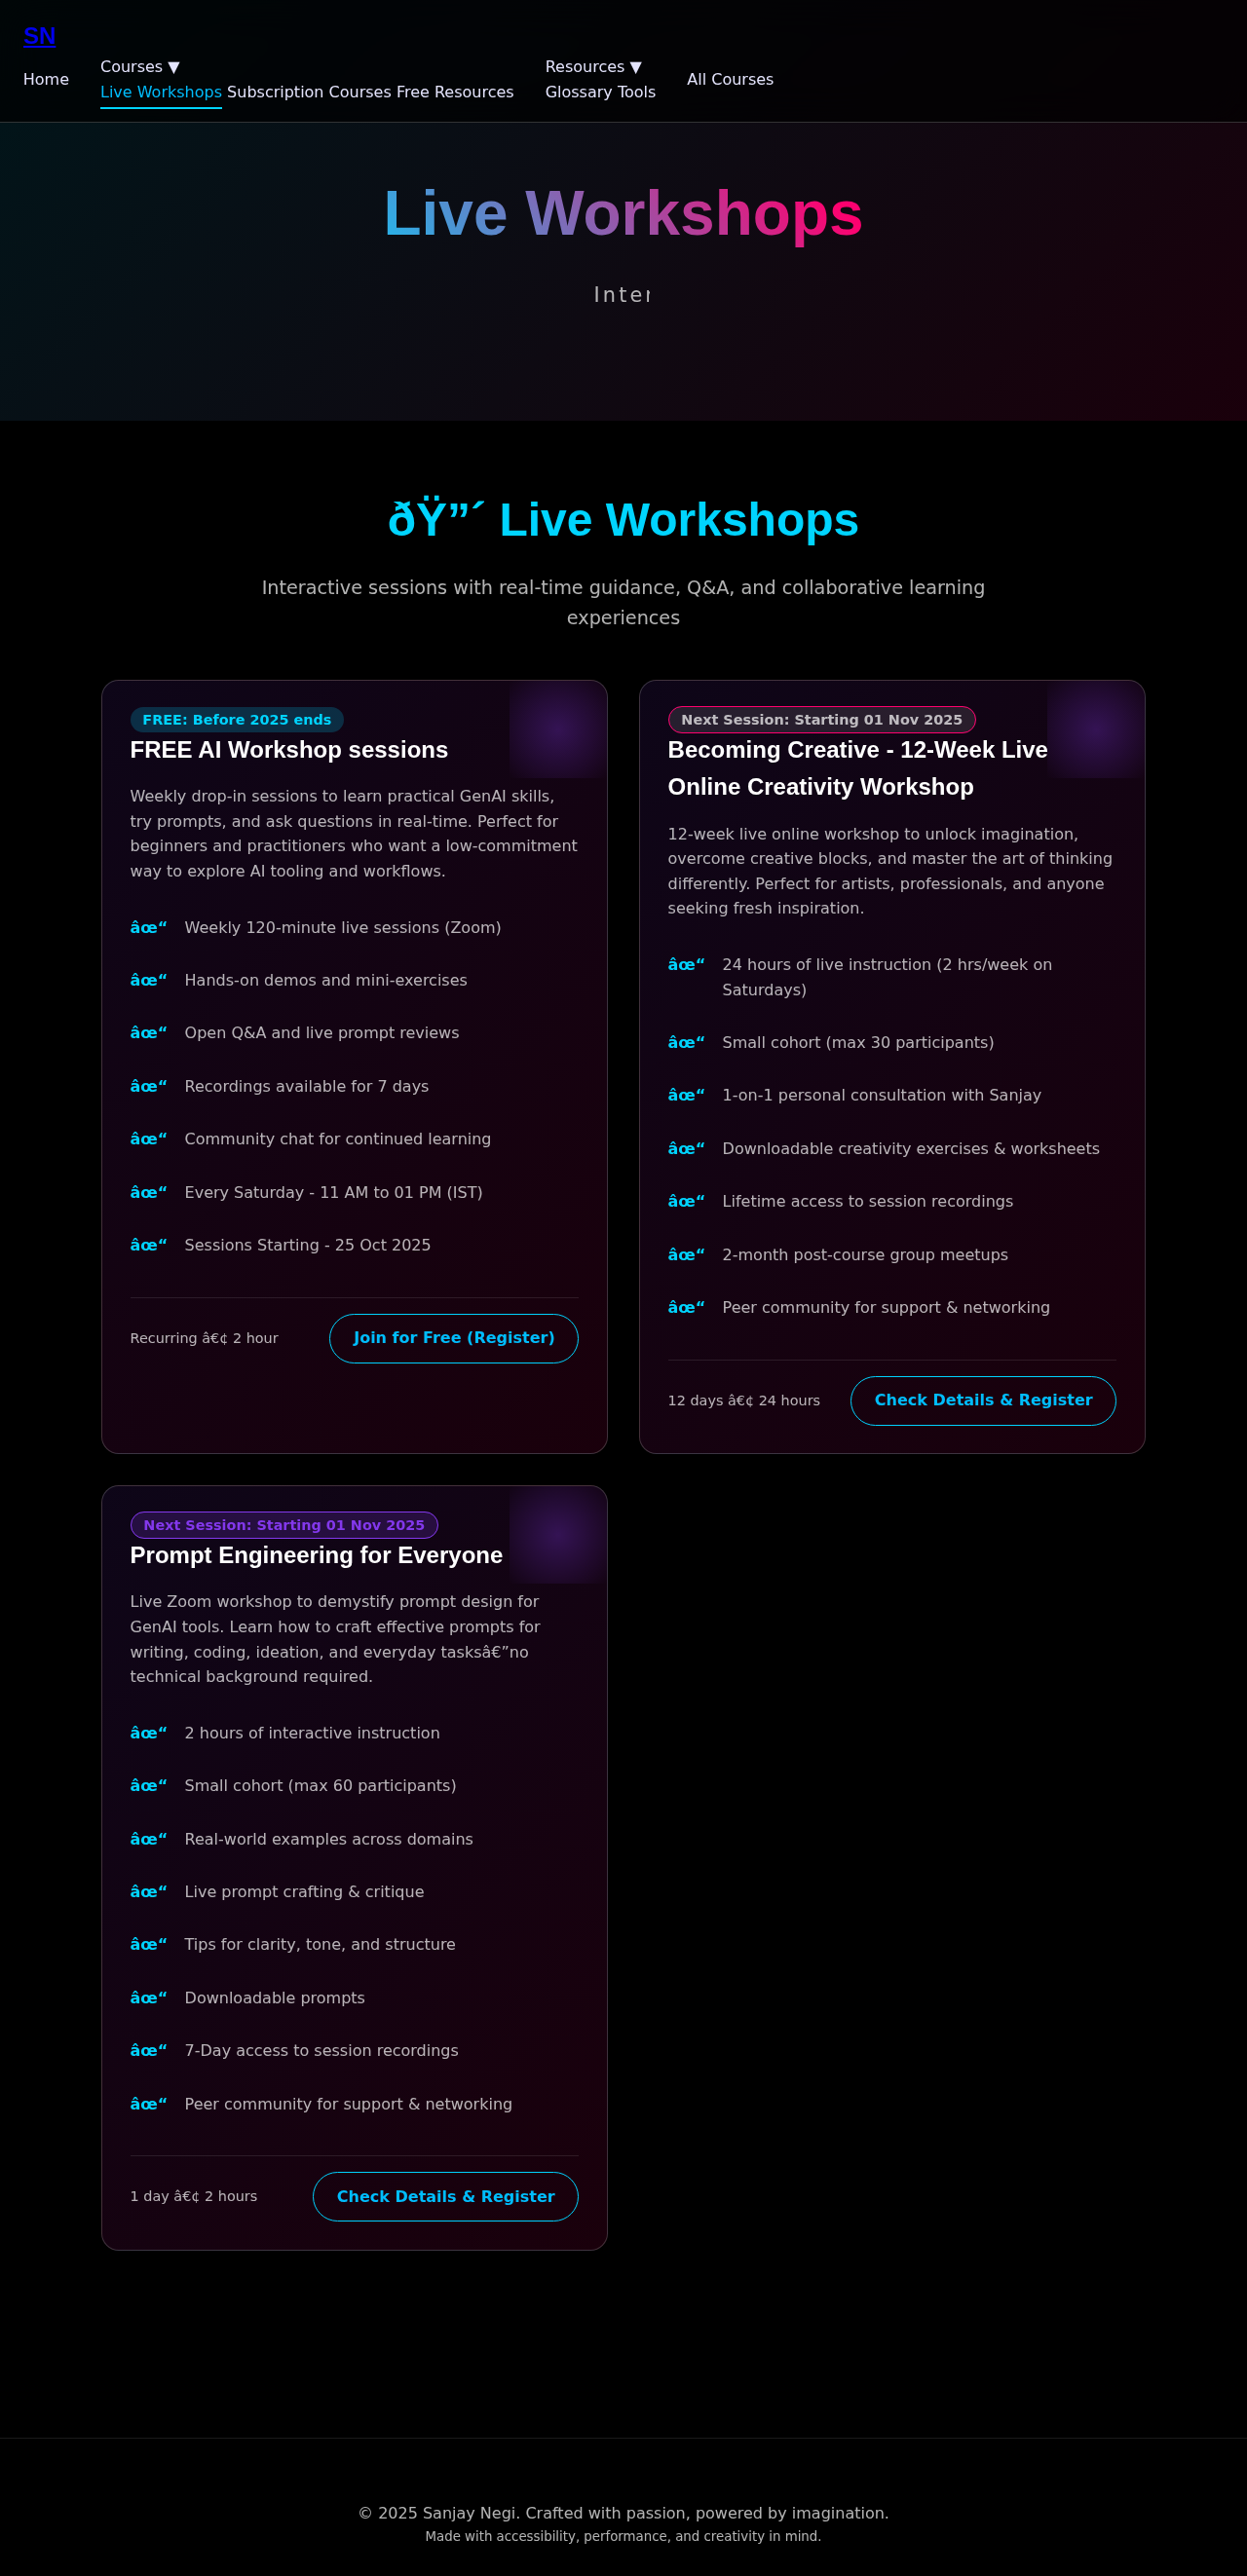 SN
Home
Courses ▼
Live Workshops Subscription Courses Free Resources
Resources ▼
Glossary Tools
All Courses
Live Workshops
Inter
ðŸ”´ Live Workshops
Interactive sessions with real-time guidance, Q&A, and collaborative learning
experiences
FREE: Before 2025 ends
FREE AI Workshop sessions
Weekly drop-in sessions to learn practical GenAI skills,
try prompts, and ask questions in real-time. Perfect for
beginners and practitioners who want a low-commitment
way to explore AI tooling and workflows.
âœ“ Weekly 120-minute live sessions (Zoom)
âœ“ Hands-on demos and mini-exercises
âœ“ Open Q&A and live prompt reviews
âœ“ Recordings available for 7 days
âœ“ Community chat for continued learning
âœ“ Every Saturday - 11 AM to 01 PM (IST)
âœ“ Sessions Starting - 25 Oct 2025
Recurring â€¢ 2 hour
Join for Free (Register)
Next Session: Starting 01 Nov 2025
Becoming Creative - 12-Week Live
Online Creativity Workshop
12-week live online workshop to unlock imagination,
overcome creative blocks, and master the art of thinking
differently. Perfect for artists, professionals, and anyone
seeking fresh inspiration.
âœ“ 24 hours of live instruction (2 hrs/week on
Saturdays)
âœ“ Small cohort (max 30 participants)
âœ“ 1-on-1 personal consultation with Sanjay
âœ“ Downloadable creativity exercises & worksheets
âœ“ Lifetime access to session recordings
âœ“ 2-month post-course group meetups
âœ“ Peer community for support & networking
12 days â€¢ 24 hours
Check Details & Register
Next Session: Starting 01 Nov 2025
Prompt Engineering for Everyone
Live Zoom workshop to demystify prompt design for
GenAI tools. Learn how to craft effective prompts for
writing, coding, ideation, and everyday tasksâ€”no
technical background required.
âœ“ 2 hours of interactive instruction
âœ“ Small cohort (max 60 participants)
âœ“ Real-world examples across domains
âœ“ Live prompt crafting & critique
âœ“ Tips for clarity, tone, and structure
âœ“ Downloadable prompts
âœ“ 7-Day access to session recordings
âœ“ Peer community for support & networking
1 day â€¢ 2 hours
Check Details & Register
© 2025 Sanjay Negi. Crafted with passion, powered by imagination.
Made with accessibility, performance, and creativity in mind.